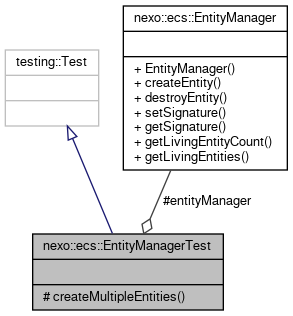 nexo::ecs::EntityManager
+ EntityManager()
+ createEntity()
+ destroyEntity()
+ setSignature()
+ getSignature()
+ getLivingEntityCount()
+ getLivingEntities()
testing::Test
#entityManager
nexo::ecs::EntityManagerTest
# createMultipleEntities()